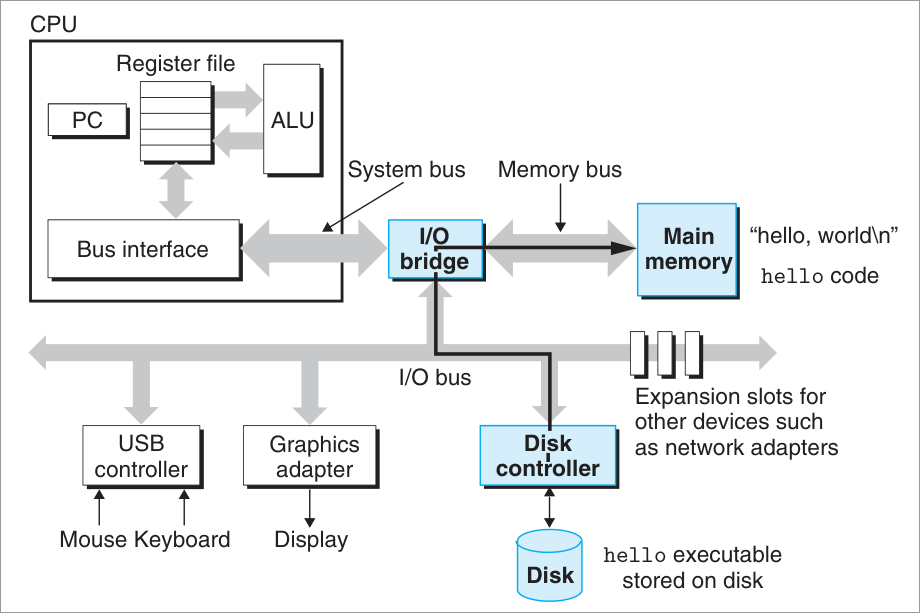 CPU
Register file
PC
ALU
System bus
Memory bus
Bus interface
I/O
bridge
Main
memory
“hello, world\n”
hello code
I/O bus
Expansion slots for
other devices such
as network adapters
USB
controller
Graphics
adapter
Disk
controller
Mouse Keyboard
Display
Disk
hello executable
stored on disk